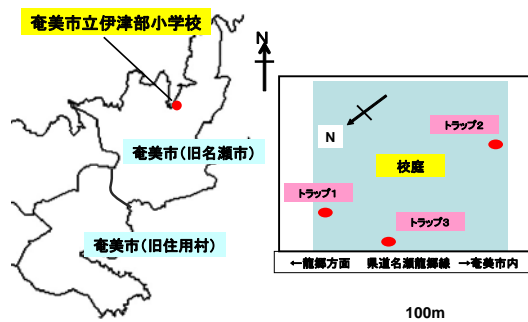 奄美市立伊津部小学校
N
奄美市(旧名瀬市)
奄美市(旧住用村)
N
トラップ2
校庭
トラップ1
トラップ3
←龍郷方面 県道名瀬龍郷線 →奄美市内
100m